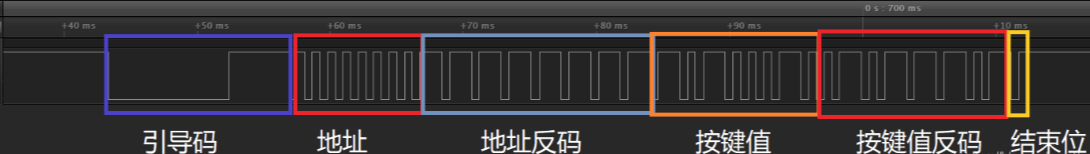 0 s : 700 ms
+40 ms +50 ms +60 ms +70 ms +80 ms +90 ms +10 ms
引导码 地址 地址反码 按键值 按键值反码 结束位